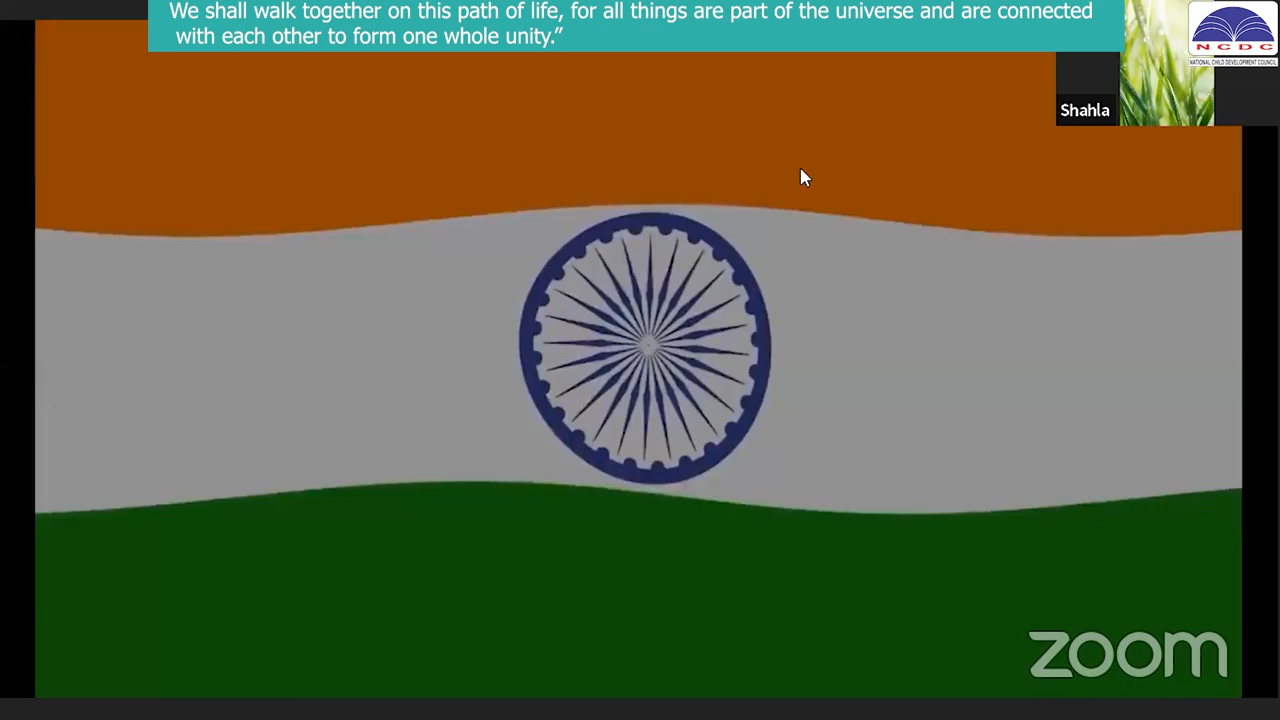 We shall walk together on this path of life, for all things are part of the universe and are connected
with each other to form one whole unity.”
NCDC
NATIONAL CHILD DEVELOPMENT COUNCIL
Shahla
zoom